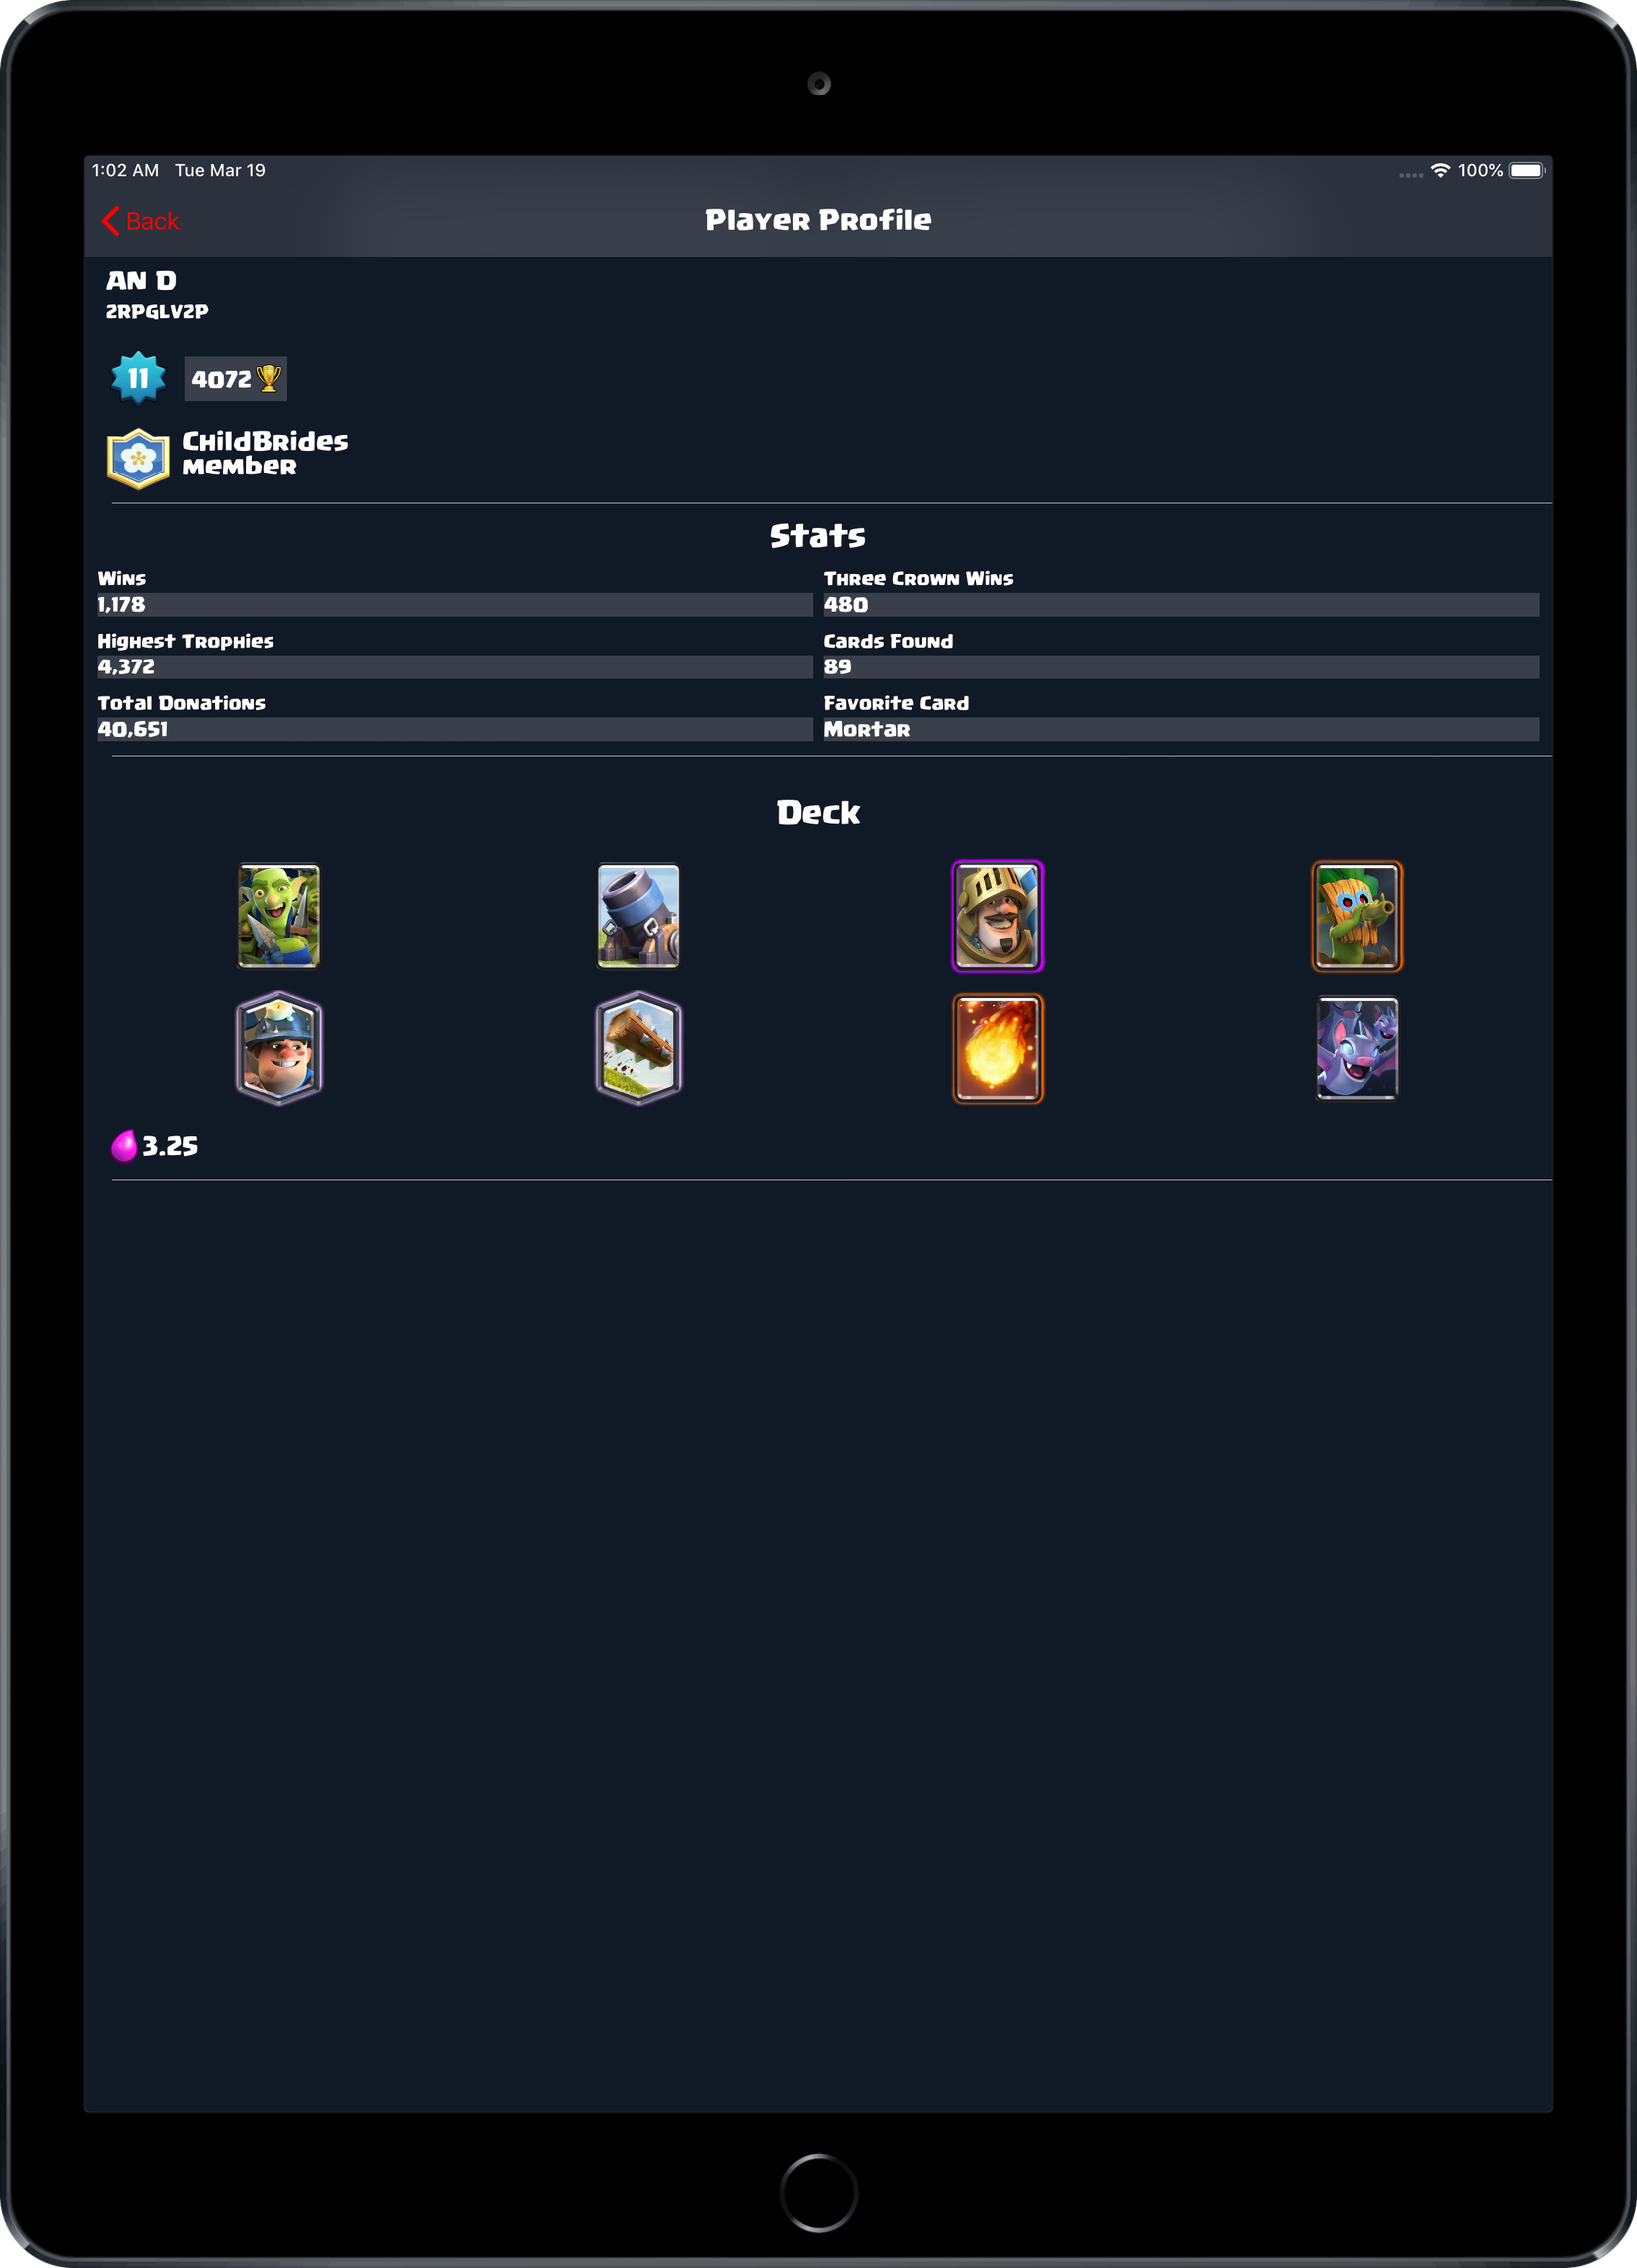 1:02 AM Tue Mar 19 100%
Back Player Profile
AN D
2RPGLV2P
11 4072
ChildBrides
member
Stats
Wins Three Crown Wins
1,178 480
Highest Trophies Cards Found
4,372 89
Total Donations Favorite Card
40,651 Mortar
Deck
3.25